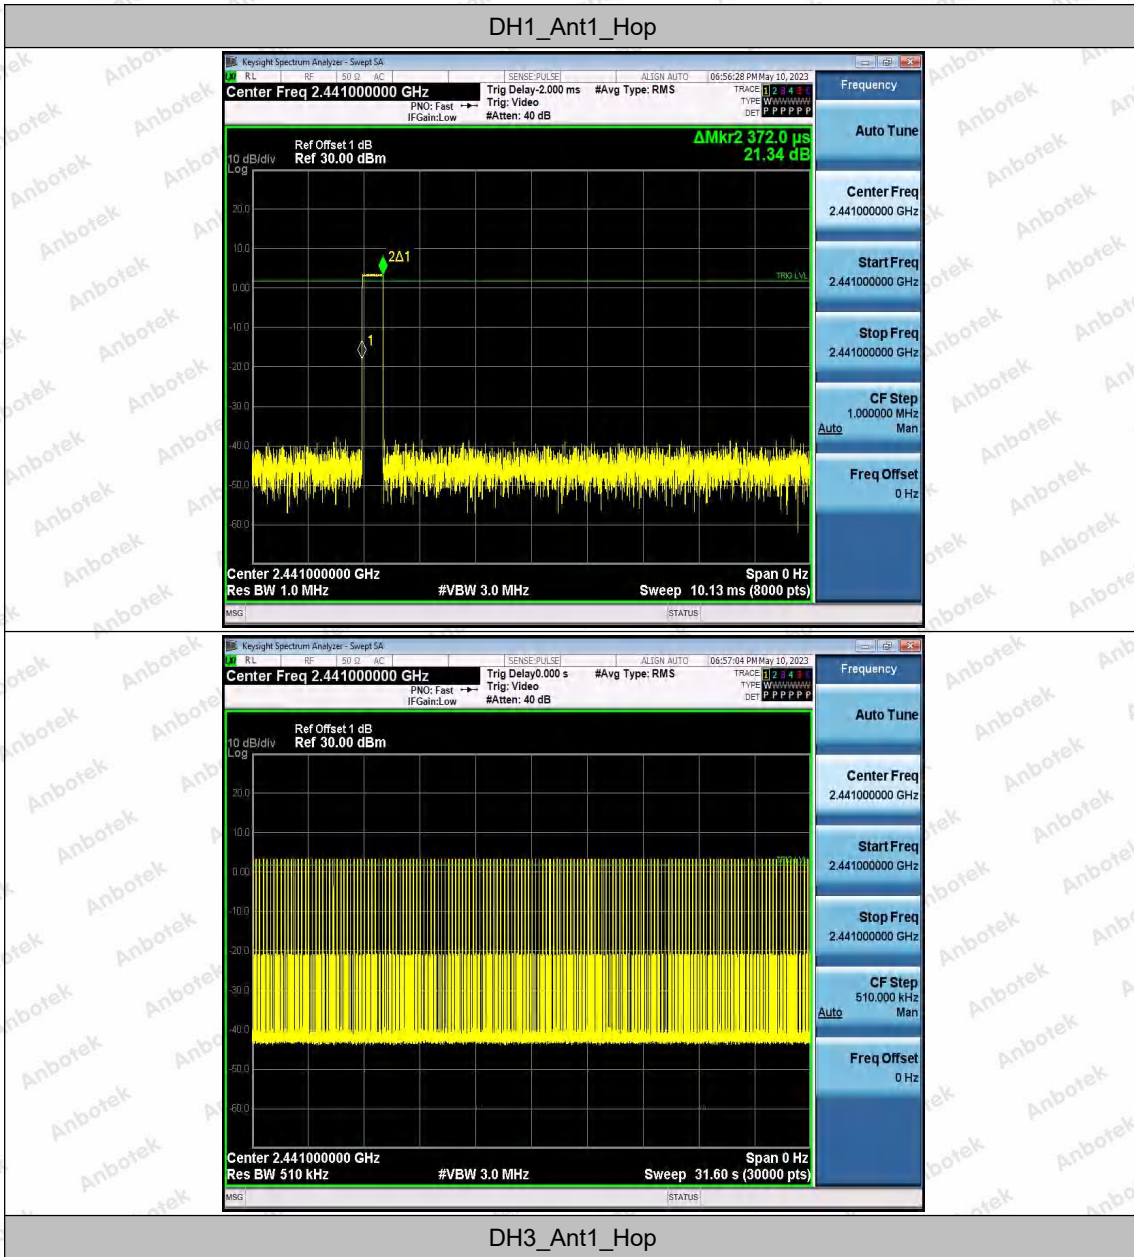 DH1_Ant1_Hop
Keysight Spectrum Analyzer - Swept SA
RL RF 50 Ω AC SENSE:PULSE ALIGN AUTO 06:56:28 PM May 10, 2023
Center Freq 2.441000000 GHz Trig Delay-2.000 ms #Avg Type: RMS TRACE 1 2 3 4 5 6
PNO: Fast Trig: Video TYPE WWWWWW
IFGain:Low #Atten: 40 dB DET P P P P P P
Frequency
Auto Tune
ΔMkr2 372.0 µs
21.34 dB
Ref Offset 1 dB
10 dB/div Ref 30.00 dBm
Log
20.0
10.0
0.00
-10.0
-20.0
-30.0
-40.0
-50.0
-60.0
2Δ1
1
TRIG LVL
Center Freq
2.441000000 GHz
Start Freq
2.441000000 GHz
Stop Freq
2.441000000 GHz
CF Step
1.000000 MHz
Auto Man
Freq Offset
0 Hz
Center 2.441000000 GHz Span 0 Hz
Res BW 1.0 MHz #VBW 3.0 MHz Sweep 10.13 ms (8000 pts)
MSG STATUS
Keysight Spectrum Analyzer - Swept SA
RL RF 50 Ω AC SENSE:PULSE ALIGN AUTO 06:57:04 PM May 10, 2023
Center Freq 2.441000000 GHz Trig Delay0.000 s #Avg Type: RMS TRACE 1 2 3 4 5 6
PNO: Fast Trig: Video TYPE WWWWWW
IFGain:Low #Atten: 40 dB DET P P P P P P
Frequency
Auto Tune
Ref Offset 1 dB
10 dB/div Ref 30.00 dBm
Log
20.0
10.0
0.00
-10.0
-20.0
-30.0
-40.0
-50.0
-60.0
TRIG LVL
Center Freq
2.441000000 GHz
Start Freq
2.441000000 GHz
Stop Freq
2.441000000 GHz
CF Step
510.000 kHz
Auto Man
Freq Offset
0 Hz
Center 2.441000000 GHz Span 0 Hz
Res BW 510 kHz #VBW 3.0 MHz Sweep 31.60 s (30000 pts)
MSG STATUS
DH3_Ant1_Hop
Anbotek